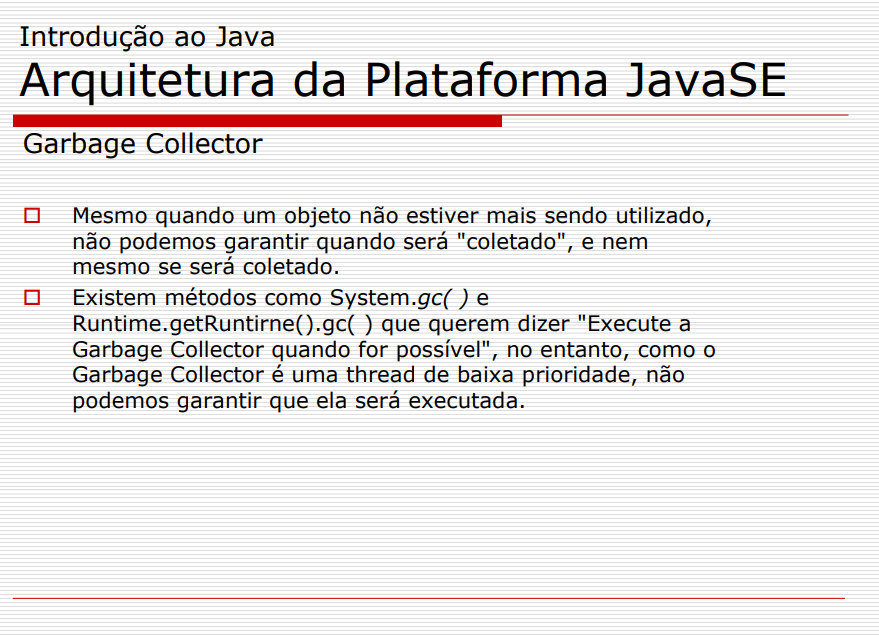 Introdução ao Java
Arquitetura da Plataforma JavaSE
Garbage Collector
Mesmo quando um objeto não estiver mais sendo utilizado,
não podemos garantir quando será "coletado", e nem
mesmo se será coletado.
Existem métodos como System.gc( ) e
Runtime.getRuntirne().gc( ) que querem dizer "Execute a
Garbage Collector quando for possível", no entanto, como o
Garbage Collector é uma thread de baixa prioridade, não
podemos garantir que ela será executada.